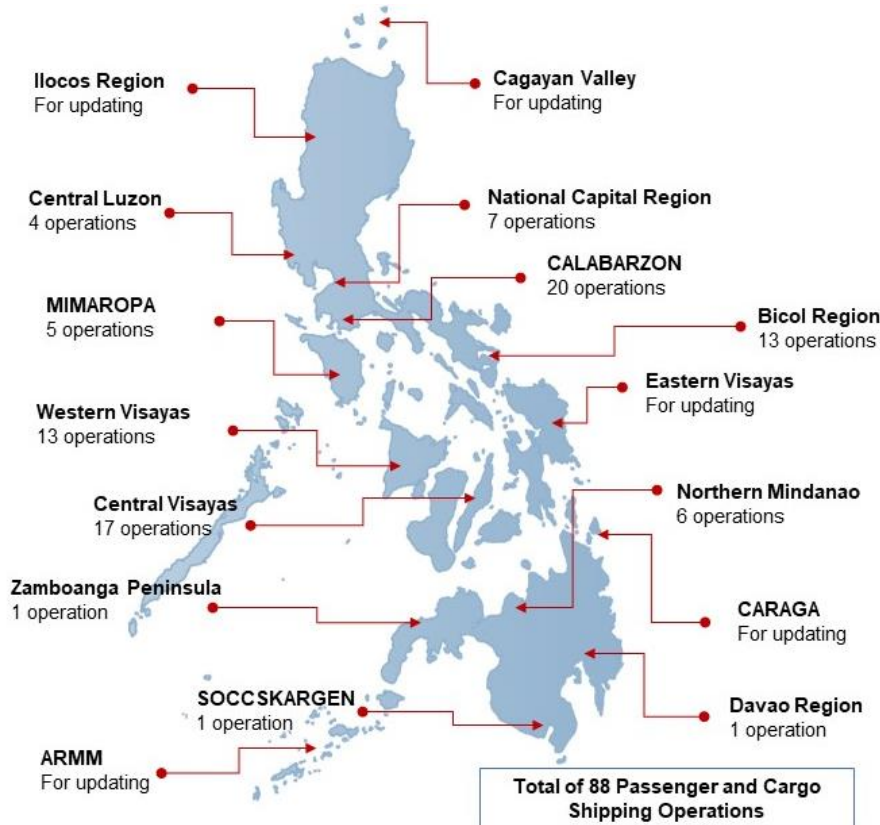 Ilocos Region
For updating
Cagayan Valley
For updating
Central Luzon
4 operations
National Capital Region
7 operations
CALABARZON
20 operations
MIMAROPA
5 operations
Bicol Region
13 operations
Eastern Visayas
For updating
Western Visayas
13 operations
Northern Mindanao
6 operations
Central Visayas
17 operations
Zamboanga Peninsula
1 operation
CARAGA
For updating
SOCCSKARGEN
1 operation
Davao Region
1 operation
ARMM
For updating
Total of 88 Passenger and Cargo
Shipping Operations